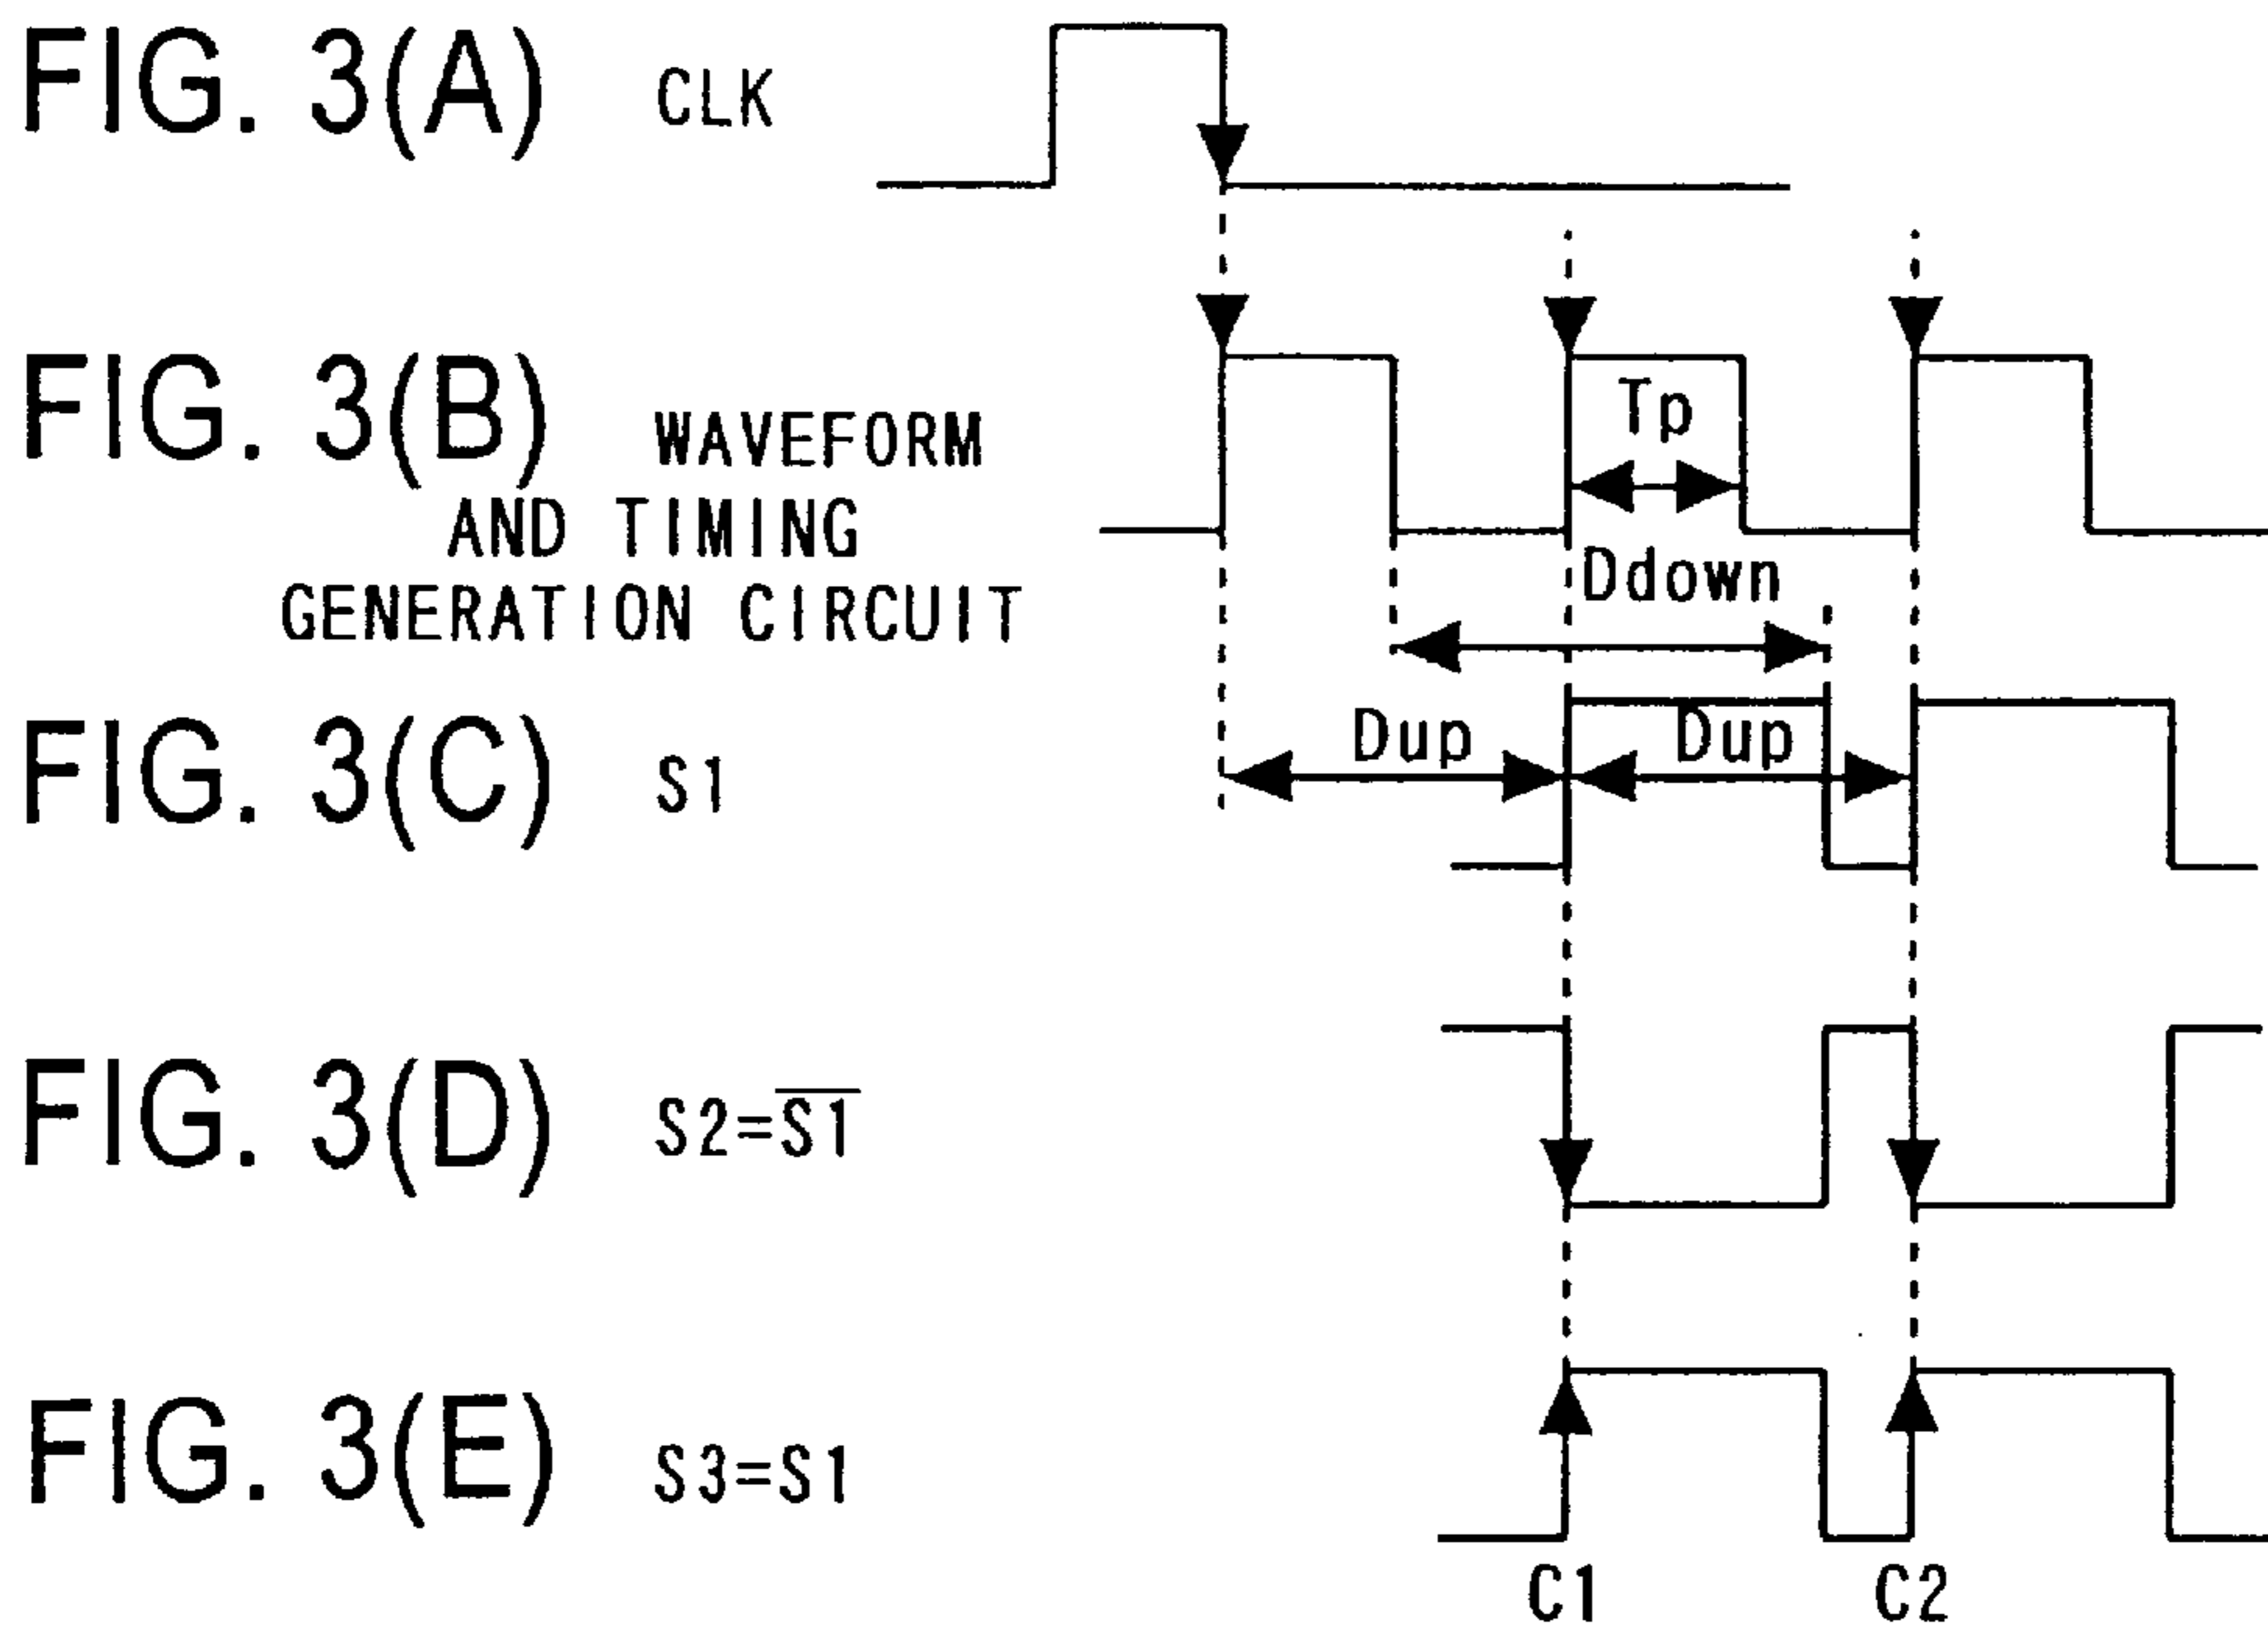 FIG. 3(A) CLK
FIG. 3(B) WAVEFORM
AND TIMING
GENERATION CIRCUIT
Tp
Ddown
FIG. 3(C) S1
Dup Dup
FIG. 3(D) S2=S̅1̅
FIG. 3(E) S3=S1
C1 C2